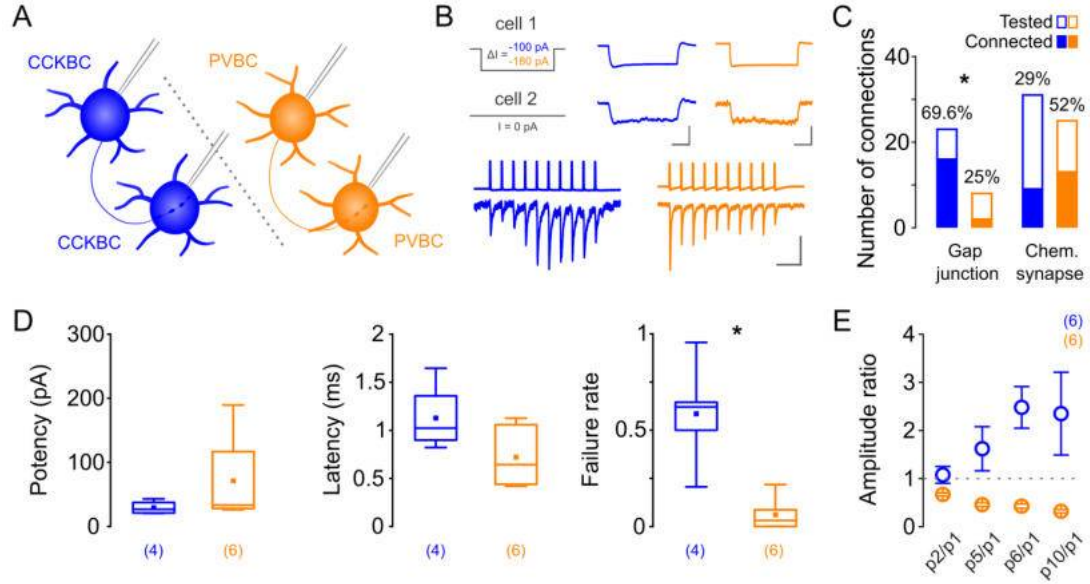 A
CCKBC
PVBC
CCKBC
PVBC
B
cell 1
ΔI = -100 pA
-180 pA
cell 2
I = 0 pA
C
Tested
Connected
Number of connections
40
20
0
*
69.6%
25%
29%
52%
Gap
junction
Chem.
synapse
D
Potency (pA)
300
200
100
0
(4)
(6)
Latency (ms)
2
1.5
1
0.5
0
(4)
(6)
Failure rate
1
0.5
0
*
(4)
(6)
E
(6)
(6)
Amplitude ratio
4
3
2
1
0
p2/p1
p5/p1
p6/p1
p10/p1